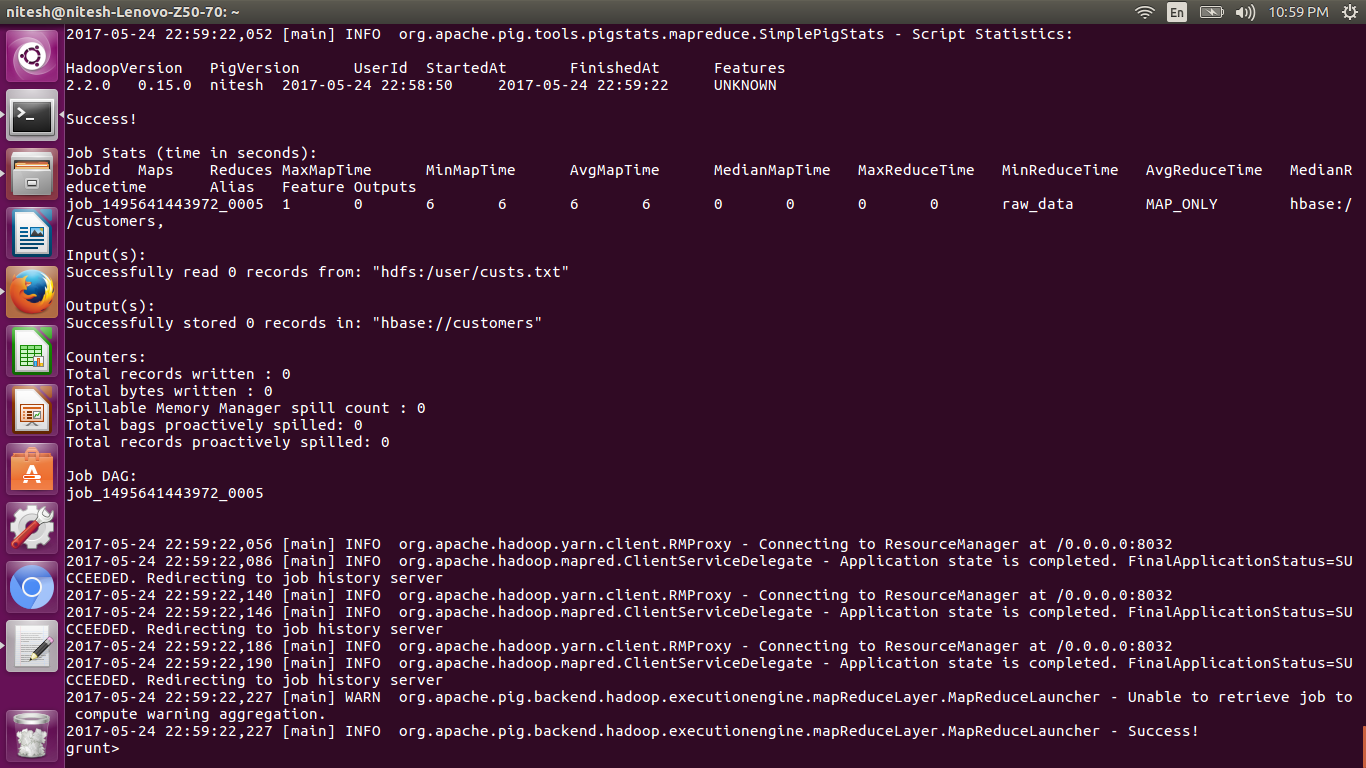 nitesh@nitesh-Lenovo-Z50-70: ~
En
10:59 PM
2017-05-24 22:59:22,052 [main] INFO  org.apache.pig.tools.pigstats.mapreduce.SimplePigStats - Script Statistics:
HadoopVersion   PigVersion      UserId  StartedAt       FinishedAt      Features
2.2.0   0.15.0  nitesh  2017-05-24 22:58:50     2017-05-24 22:59:22     UNKNOWN
Success!
Job Stats (time in seconds):
JobId   Maps    Reduces MaxMapTime      MinMapTime      AvgMapTime      MedianMapTime   MaxReduceTime   MinReduceTime   AvgReduceTime   MedianR
educetime       Alias   Feature Outputs
job_1495641443972_0005  1       0       6       6       6       6       0       0       0       0       raw_data        MAP_ONLY        hbase:/
/customers,
Input(s):
Successfully read 0 records from: "hdfs:/user/custs.txt"
Output(s):
Successfully stored 0 records in: "hbase://customers"
Counters:
Total records written : 0
Total bytes written : 0
Spillable Memory Manager spill count : 0
Total bags proactively spilled: 0
Total records proactively spilled: 0
Job DAG:
job_1495641443972_0005
2017-05-24 22:59:22,056 [main] INFO  org.apache.hadoop.yarn.client.RMProxy - Connecting to ResourceManager at /0.0.0.0:8032
2017-05-24 22:59:22,086 [main] INFO  org.apache.hadoop.mapred.ClientServiceDelegate - Application state is completed. FinalApplicationStatus=SU
CCEEDED. Redirecting to job history server
2017-05-24 22:59:22,140 [main] INFO  org.apache.hadoop.yarn.client.RMProxy - Connecting to ResourceManager at /0.0.0.0:8032
2017-05-24 22:59:22,146 [main] INFO  org.apache.hadoop.mapred.ClientServiceDelegate - Application state is completed. FinalApplicationStatus=SU
CCEEDED. Redirecting to job history server
2017-05-24 22:59:22,186 [main] INFO  org.apache.hadoop.yarn.client.RMProxy - Connecting to ResourceManager at /0.0.0.0:8032
2017-05-24 22:59:22,190 [main] INFO  org.apache.hadoop.mapred.ClientServiceDelegate - Application state is completed. FinalApplicationStatus=SU
CCEEDED. Redirecting to job history server
2017-05-24 22:59:22,227 [main] WARN  org.apache.pig.backend.hadoop.executionengine.mapReduceLayer.MapReduceLauncher - Unable to retrieve job to
 compute warning aggregation.
2017-05-24 22:59:22,227 [main] INFO  org.apache.pig.backend.hadoop.executionengine.mapReduceLayer.MapReduceLauncher - Success!
grunt>